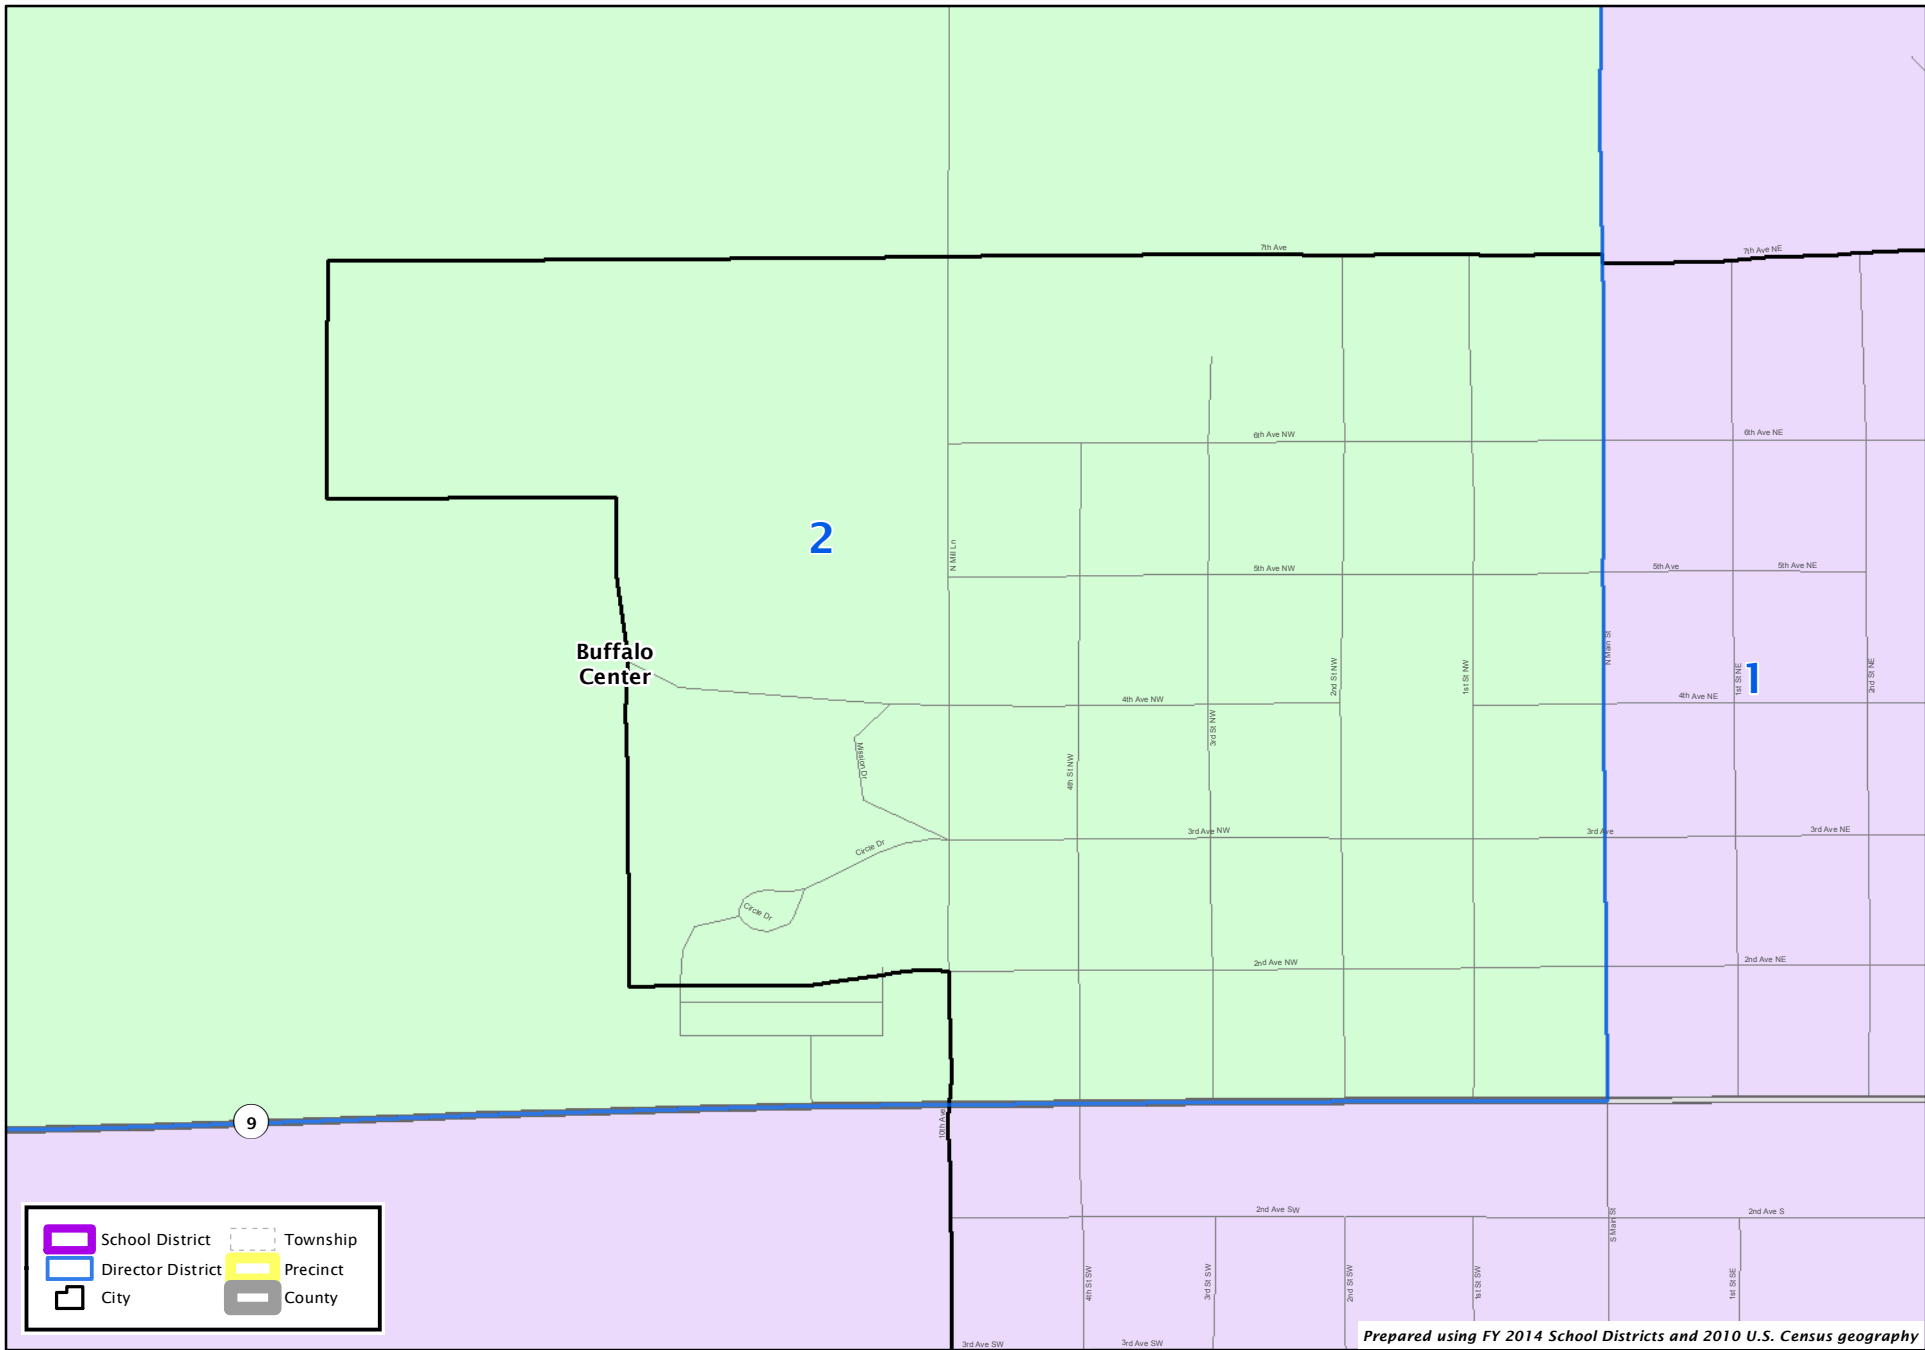 7th Ave
7th Ave NE
6th Ave NW
6th Ave NE
2
N Mill Ln
5th Ave NW
5th Ave
5th Ave NE
Buffalo
Center
N Main St
1
1st St NE
2nd St NE
2nd St NW
1st St NW
4th Ave NW
4th Ave NE
3rd St NW
Mission Dr
4th St NW
3rd Ave NW
3rd Ave
3rd Ave NE
Circle Dr
Circle Dr
2nd Ave NW
2nd Ave NE
9
10th Ave
2nd Ave SW
2nd Ave S
S Main St
School District
Township
Director District
Precinct
City
County
4th St SW
3rd St SW
2nd St SW
1st St SW
1st St SE
3rd Ave SW
3rd Ave SW
Prepared using FY 2014 School Districts and 2010 U.S. Census geography